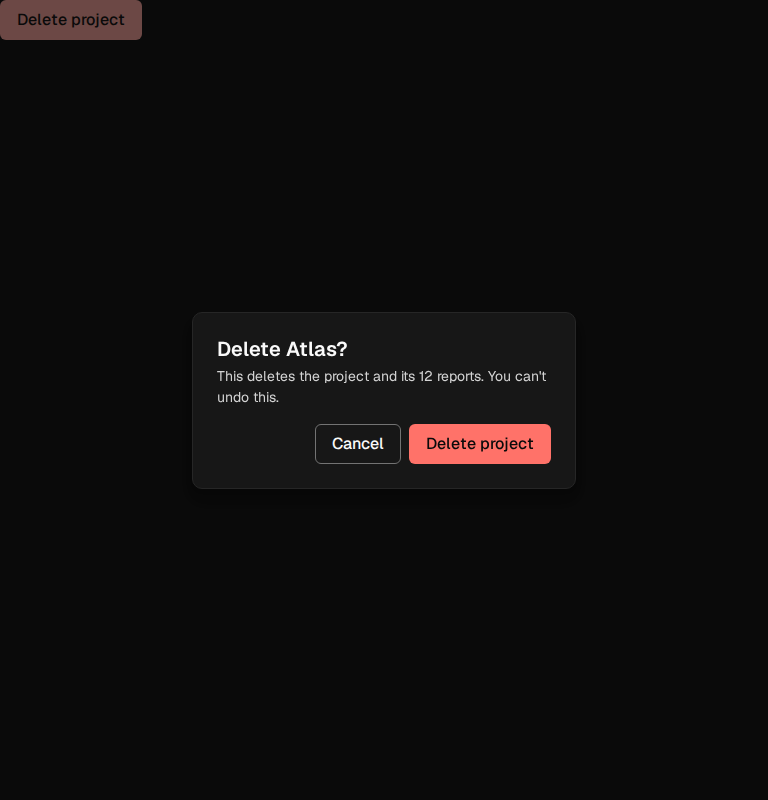 Delete project
Delete Atlas?
This deletes the project and its 12 reports. You can't
undo this.
Cancel
Delete project